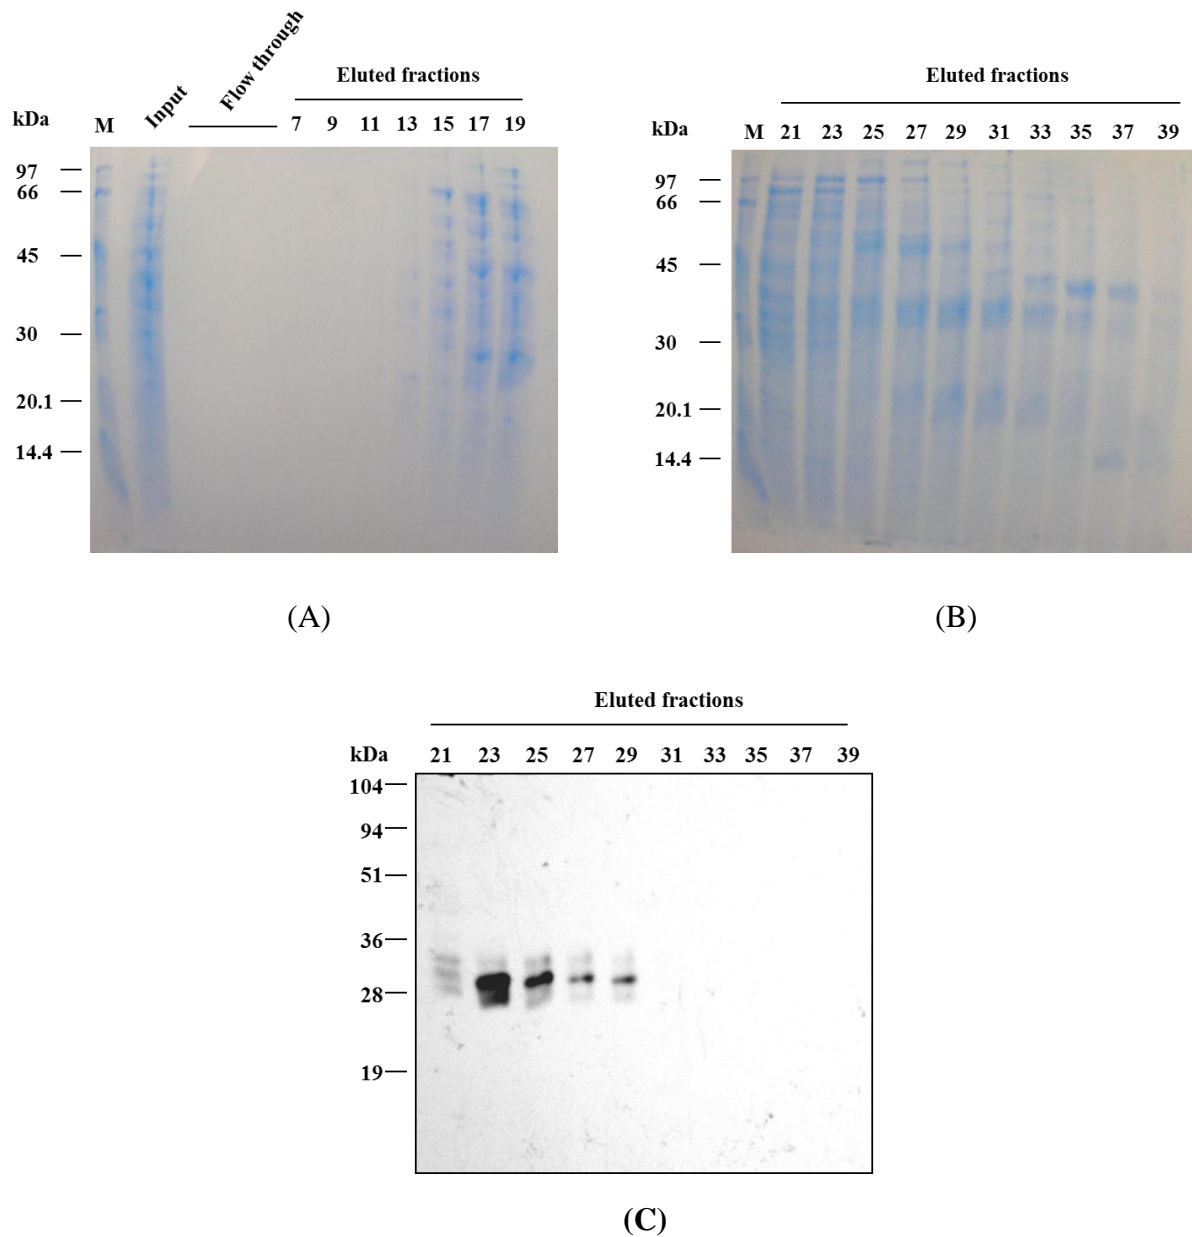 Flow through
Eluted fractions
kDa M Input 7 9 11 13 15 17 19
97
66
45
30
20.1
14.4
(A)
Eluted fractions
kDa M 21 23 25 27 29 31 33 35 37 39
97
66
45
30
20.1
14.4
(B)
Eluted fractions
kDa 21 23 25 27 29 31 33 35 37 39
104
94
51
36
28
19
(C)